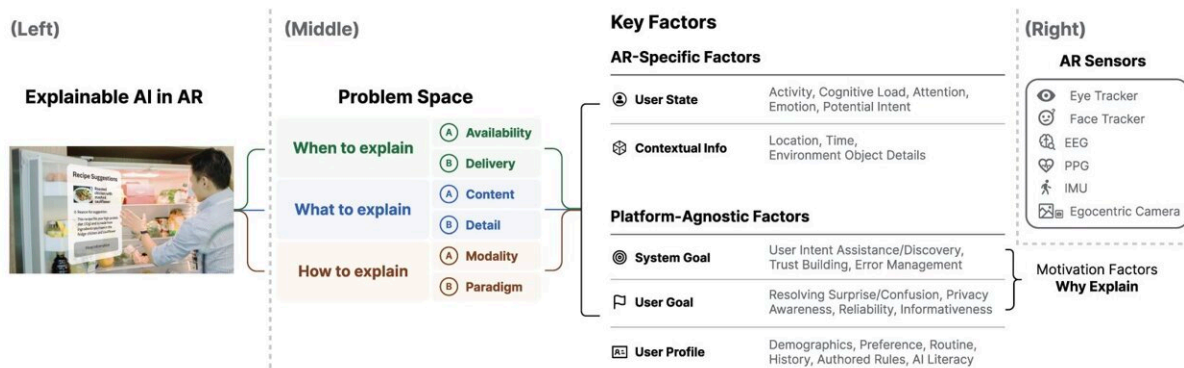 (Left)
Explainable AI in AR
Recipe Suggestions
(Middle)
Problem Space
When to explain
A Availability
B Delivery
What to explain
A Content
B Detail
How to explain
A Modality
B Paradigm
Key Factors
AR-Specific Factors
User State
Activity, Cognitive Load, Attention,
Emotion, Potential Intent
Contextual Info
Location, Time,
Environment Object Details
Platform-Agnostic Factors
System Goal
User Intent Assistance/Discovery,
Trust Building, Error Management
User Goal
Resolving Surprise/Confusion, Privacy
Awareness, Reliability, Informativeness
User Profile
Demographics, Preference, Routine,
History, Authored Rules, AI Literacy
(Right)
AR Sensors
Eye Tracker
Face Tracker
EEG
PPG
IMU
Egocentric Camera
Motivation Factors
Why Explain